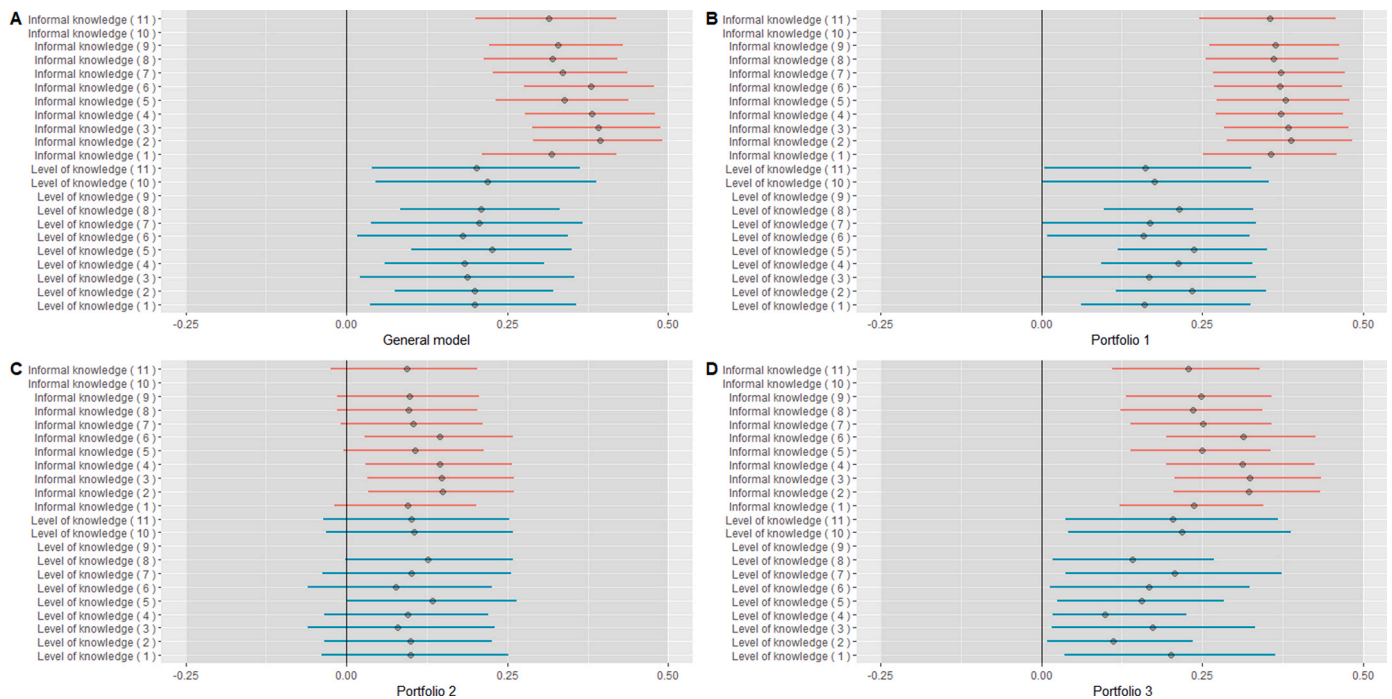 A
Informal knowledge ( 11 )
Informal knowledge ( 10 )
Informal knowledge ( 9 )
Informal knowledge ( 8 )
Informal knowledge ( 7 )
Informal knowledge ( 6 )
Informal knowledge ( 5 )
Informal knowledge ( 4 )
Informal knowledge ( 3 )
Informal knowledge ( 2 )
Informal knowledge ( 1 )
Level of knowledge ( 11 )
Level of knowledge ( 10 )
Level of knowledge ( 9 )
Level of knowledge ( 8 )
Level of knowledge ( 7 )
Level of knowledge ( 6 )
Level of knowledge ( 5 )
Level of knowledge ( 4 )
Level of knowledge ( 3 )
Level of knowledge ( 2 )
Level of knowledge ( 1 )
-0.25 0.00 0.25 0.50
General model
B
Informal knowledge ( 11 )
Informal knowledge ( 10 )
Informal knowledge ( 9 )
Informal knowledge ( 8 )
Informal knowledge ( 7 )
Informal knowledge ( 6 )
Informal knowledge ( 5 )
Informal knowledge ( 4 )
Informal knowledge ( 3 )
Informal knowledge ( 2 )
Informal knowledge ( 1 )
Level of knowledge ( 11 )
Level of knowledge ( 10 )
Level of knowledge ( 9 )
Level of knowledge ( 8 )
Level of knowledge ( 7 )
Level of knowledge ( 6 )
Level of knowledge ( 5 )
Level of knowledge ( 4 )
Level of knowledge ( 3 )
Level of knowledge ( 2 )
Level of knowledge ( 1 )
-0.25 0.00 0.25 0.50
Portfolio 1
C
Informal knowledge ( 11 )
Informal knowledge ( 10 )
Informal knowledge ( 9 )
Informal knowledge ( 8 )
Informal knowledge ( 7 )
Informal knowledge ( 6 )
Informal knowledge ( 5 )
Informal knowledge ( 4 )
Informal knowledge ( 3 )
Informal knowledge ( 2 )
Informal knowledge ( 1 )
Level of knowledge ( 11 )
Level of knowledge ( 10 )
Level of knowledge ( 9 )
Level of knowledge ( 8 )
Level of knowledge ( 7 )
Level of knowledge ( 6 )
Level of knowledge ( 5 )
Level of knowledge ( 4 )
Level of knowledge ( 3 )
Level of knowledge ( 2 )
Level of knowledge ( 1 )
-0.25 0.00 0.25 0.50
Portfolio 2
D
Informal knowledge ( 11 )
Informal knowledge ( 10 )
Informal knowledge ( 9 )
Informal knowledge ( 8 )
Informal knowledge ( 7 )
Informal knowledge ( 6 )
Informal knowledge ( 5 )
Informal knowledge ( 4 )
Informal knowledge ( 3 )
Informal knowledge ( 2 )
Informal knowledge ( 1 )
Level of knowledge ( 11 )
Level of knowledge ( 10 )
Level of knowledge ( 9 )
Level of knowledge ( 8 )
Level of knowledge ( 7 )
Level of knowledge ( 6 )
Level of knowledge ( 5 )
Level of knowledge ( 4 )
Level of knowledge ( 3 )
Level of knowledge ( 2 )
Level of knowledge ( 1 )
-0.25 0.00 0.25 0.50
Portfolio 3